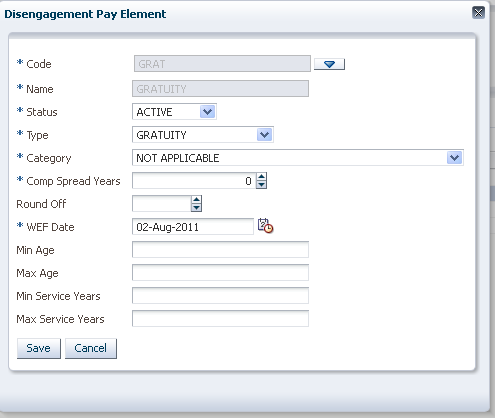 Disengagement Pay Element
* Code GRAT
* Name GRATUITY
* Status ACTIVE
* Type GRATUITY
* Category NOT APPLICABLE
* Comp Spread Years 0
Round Off
* WEF Date 02-Aug-2011
Min Age
Max Age
Min Service Years
Max Service Years
Save Cancel